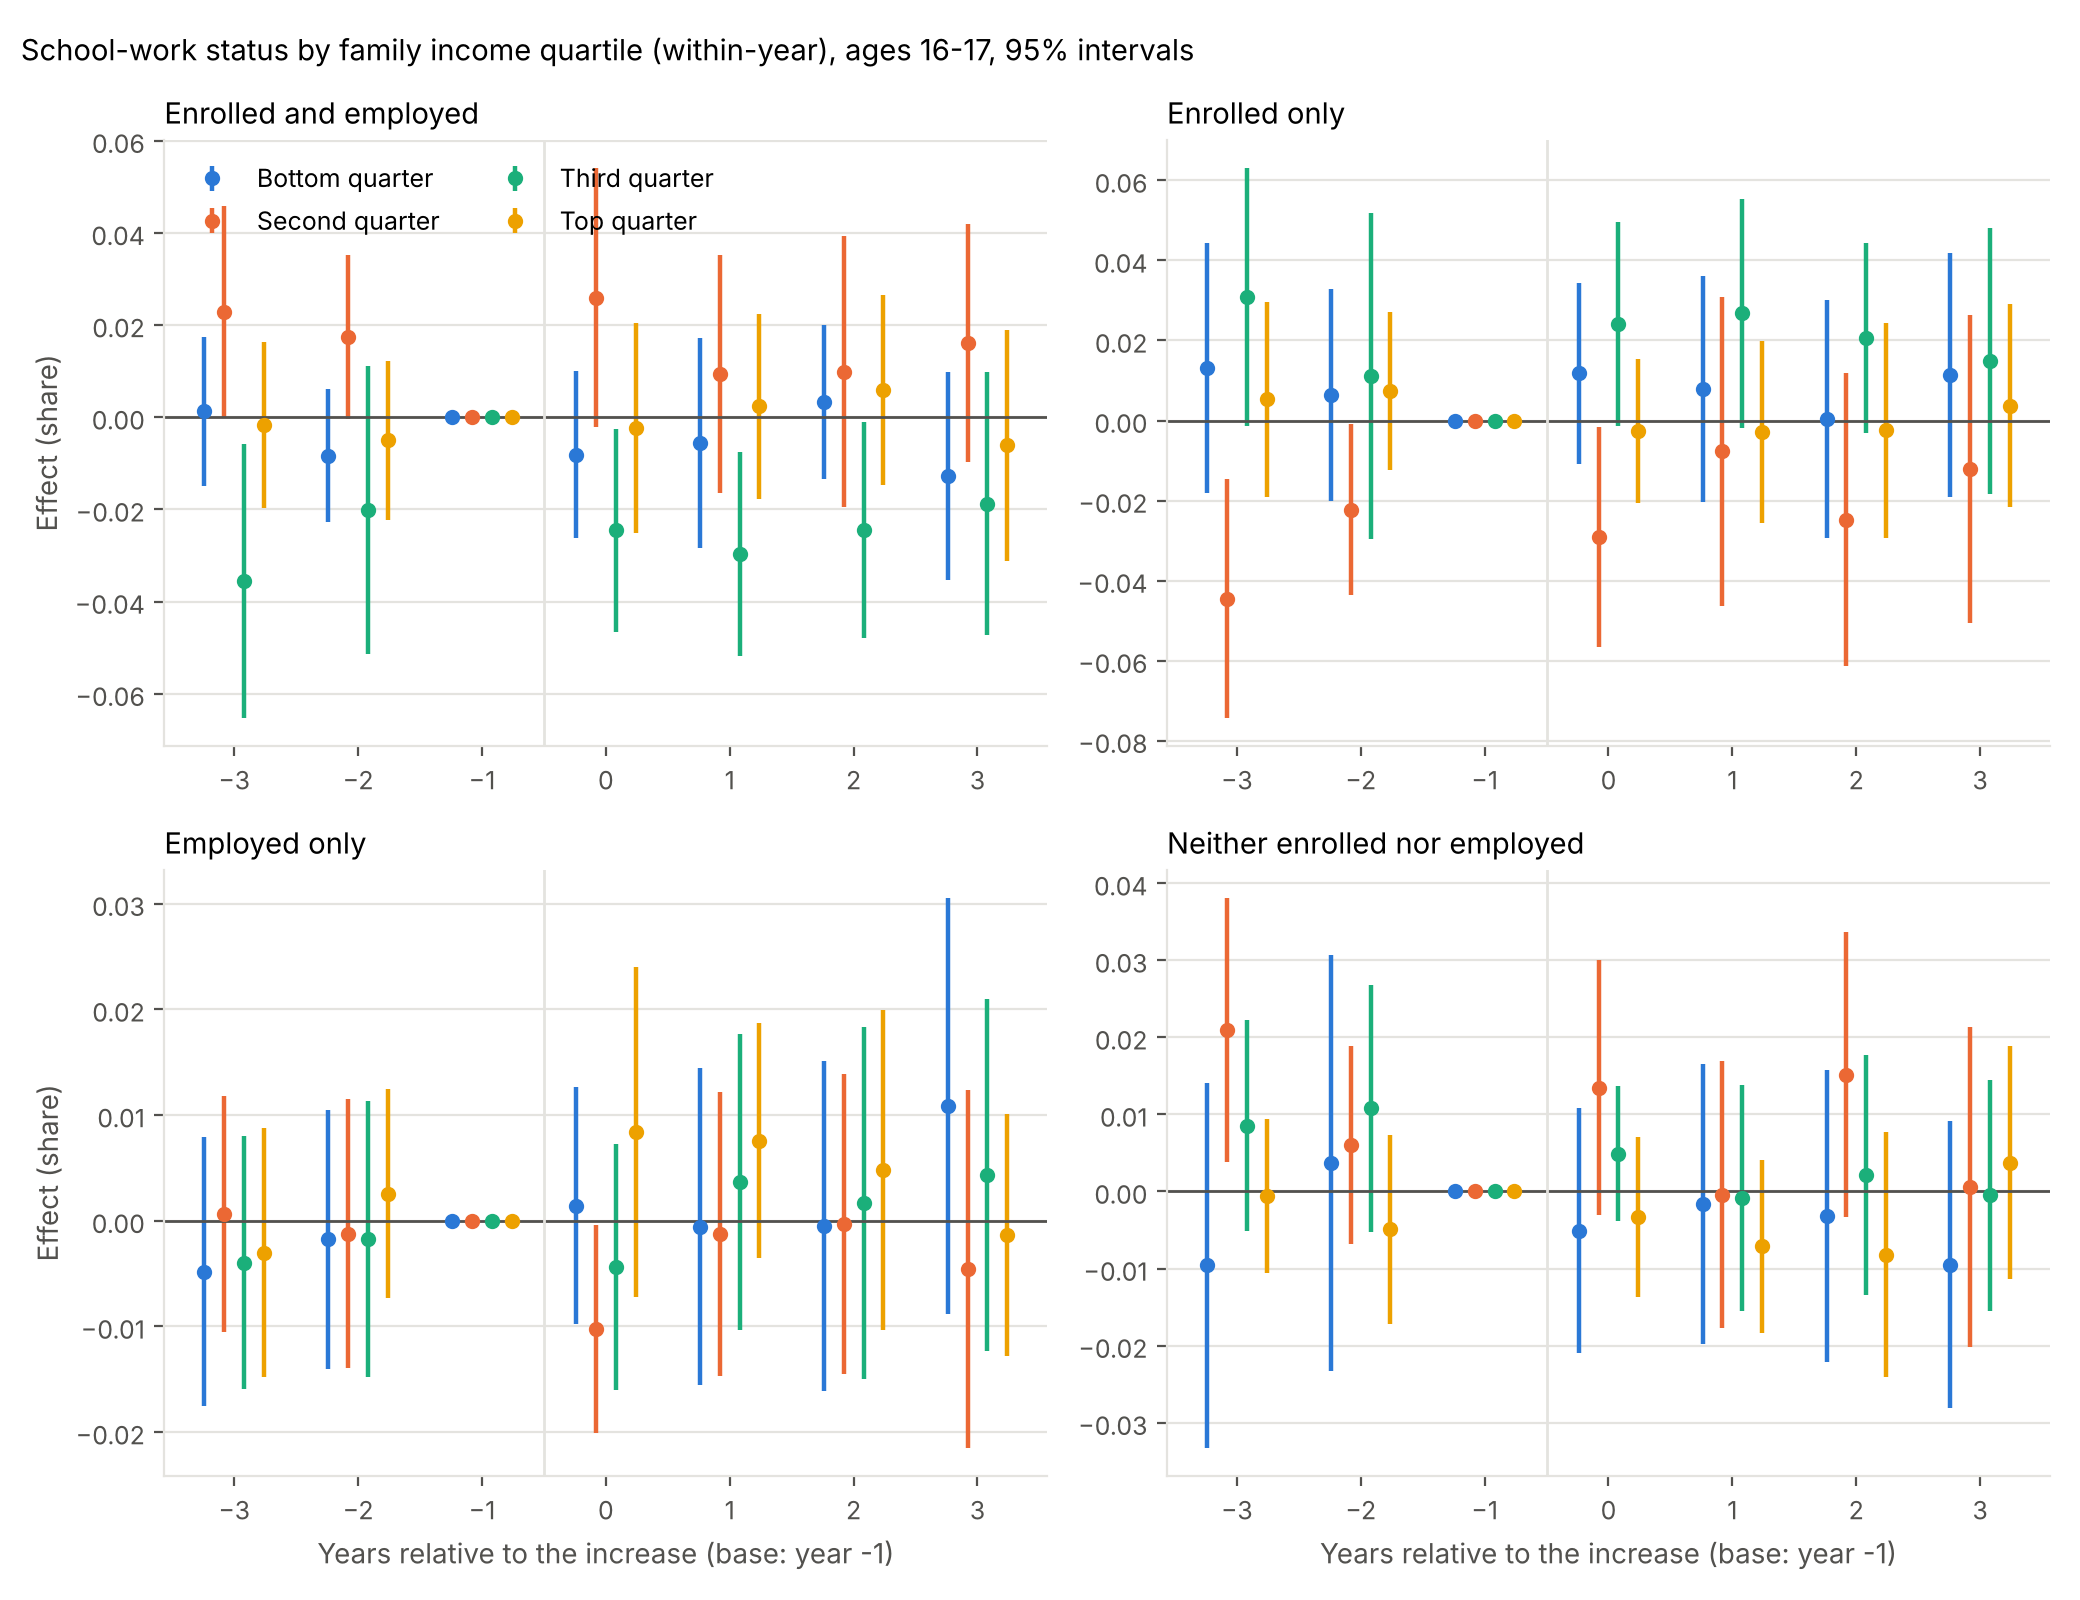 School-work status by family income quartile (within-year), ages 16-17, 95% intervals
Enrolled and employed
Bottom quarter
Third quarter
Second quarter
Top quarter
0.06
0.04
0.02
0.00
−0.02
−0.04
−0.06
Effect (share)
−3 −2 −1 0 1 2 3
Enrolled only
0.06
0.04
0.02
0.00
−0.02
−0.04
−0.06
−0.08
−3 −2 −1 0 1 2 3
Employed only
0.03
0.02
0.01
0.00
−0.01
−0.02
Effect (share)
−3 −2 −1 0 1 2 3
Years relative to the increase (base: year -1)
Neither enrolled nor employed
0.04
0.03
0.02
0.01
0.00
−0.01
−0.02
−0.03
−3 −2 −1 0 1 2 3
Years relative to the increase (base: year -1)